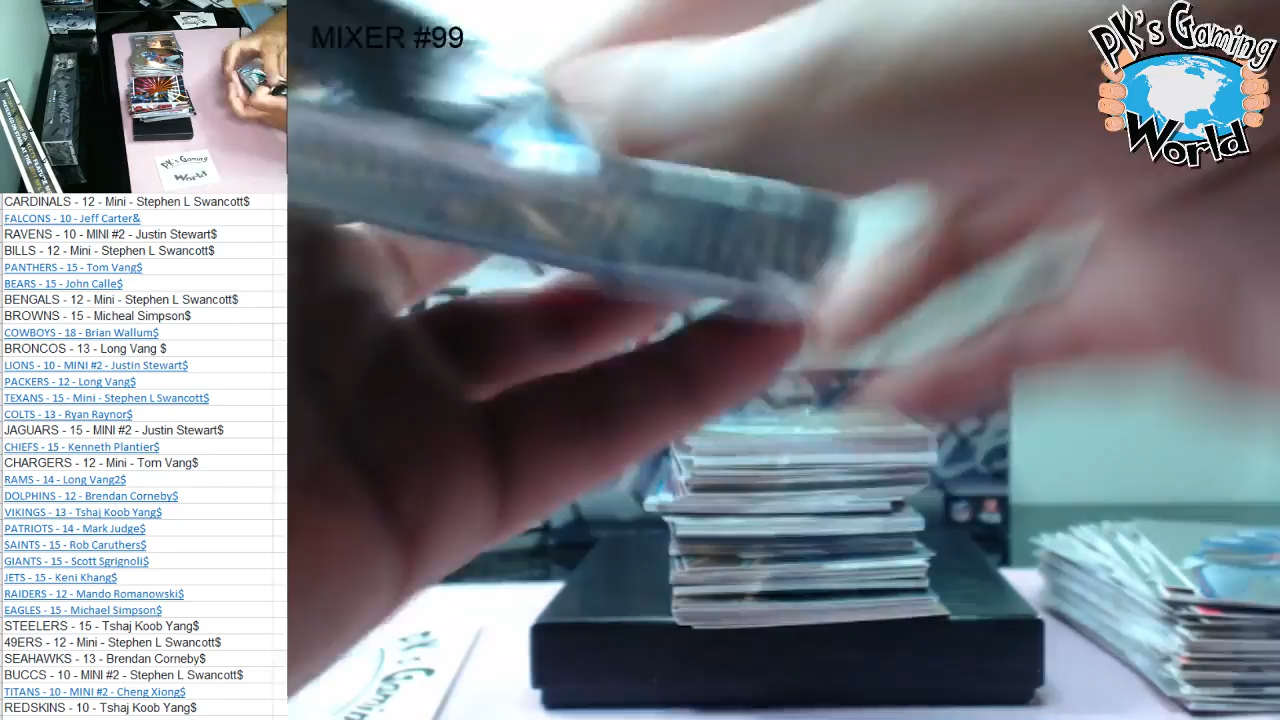 MIXER #99
PK's Gaming
World
PK's Gaming
World
CARDINALS - 12 - Mini - Stephen L Swancott$
FALCONS - 10 - Jeff Carter&
RAVENS - 10 - MINI #2 - Justin Stewart$
BILLS - 12 - Mini - Stephen L Swancott$
PANTHERS - 15 - Tom Vang$
BEARS - 15 - John Calle$
BENGALS - 12 - Mini - Stephen L Swancott$
BROWNS - 15 - Micheal Simpson$
COWBOYS - 18 - Brian Wallum$
BRONCOS - 13 - Long Vang $
LIONS - 10 - MINI #2 - Justin Stewart$
PACKERS - 12 - Long Vang$
TEXANS - 15 - Mini - Stephen L Swancott$
COLTS - 13 - Ryan Raynor$
JAGUARS - 15 - MINI #2 - Justin Stewart$
CHIEFS - 15 - Kenneth Plantier$
CHARGERS - 12 - Mini - Tom Vang$
RAMS - 14 - Long Vang2$
DOLPHINS - 12 - Brendan Corneby$
VIKINGS - 13 - Tshaj Koob Yang$
PATRIOTS - 14 - Mark Judge$
SAINTS - 15 - Rob Caruthers$
GIANTS - 15 - Scott Sgrignoli$
JETS - 15 - Keni Khang$
RAIDERS - 12 - Mando Romanowski$
EAGLES - 15 - Michael Simpson$
STEELERS - 15 - Tshaj Koob Yang$
49ERS - 12 - Mini - Stephen L Swancott$
SEAHAWKS - 13 - Brendan Corneby$
BUCCS - 10 - MINI #2 - Stephen L Swancott$
TITANS - 10 - MINI #2 - Cheng Xiong$
REDSKINS - 10 - Tshaj Koob Yang$
PK's Gaming